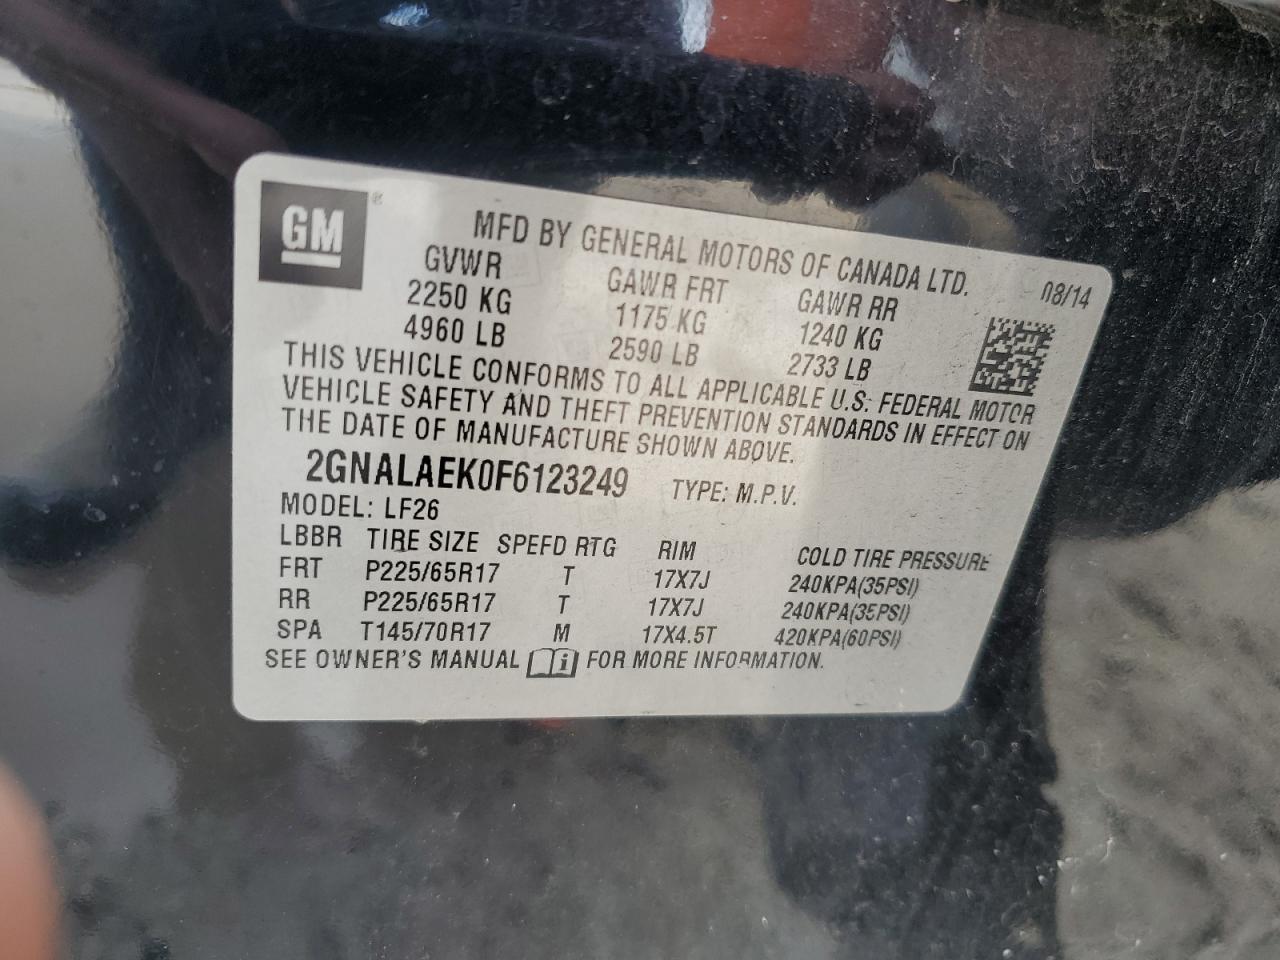 GM ®
MFD BY GENERAL MOTORS OF CANADA LTD.
08/14
GVWR GAWR FRT GAWR RR
2250 KG 1175 KG 1240 KG
4960 LB 2590 LB 2733 LB
THIS VEHICLE CONFORMS TO ALL APPLICABLE U.S. FEDERAL MOTOR
VEHICLE SAFETY AND THEFT PREVENTION STANDARDS IN EFFECT ON
THE DATE OF MANUFACTURE SHOWN ABOVE.
2GNALAEK0F6123249 TYPE: M.P.V.
MODEL: LF26
LBBR TIRE SIZE SPEED RTG RIM COLD TIRE PRESSURE
FRT P225/65R17 T 17X7J 240KPA(35PSI)
RR P225/65R17 T 17X7J 240KPA(35PSI)
SPA T145/70R17 M 17X4.5T 420KPA(60PSI)
SEE OWNER'S MANUAL i FOR MORE INFORMATION.